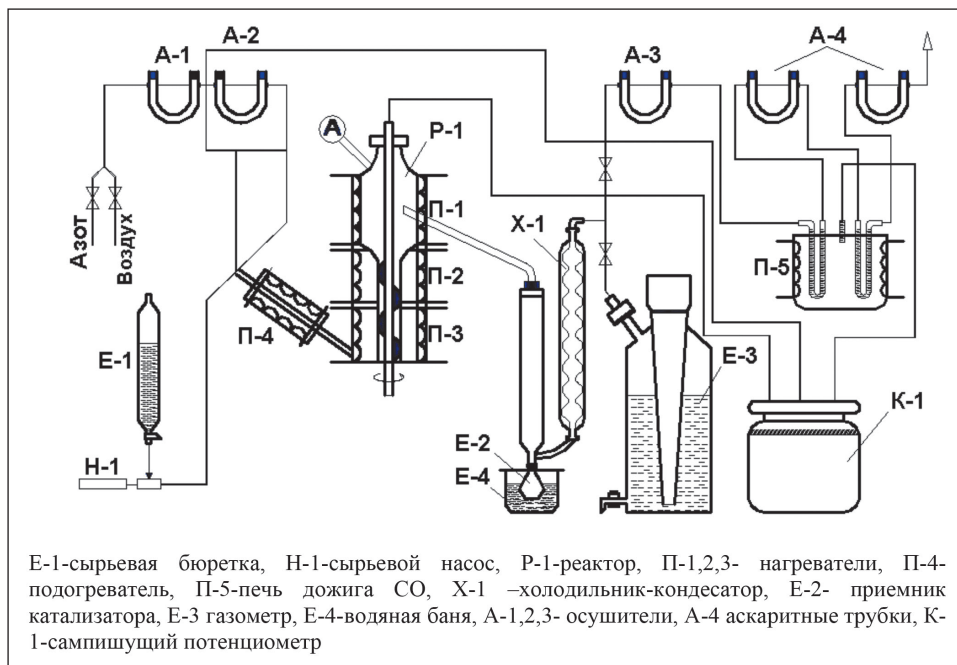 А-1
А-2
А-3
А-4
А
Р-1
П-1
Х-1
Азот
Воздух
П-2
П-5
П-4
П-3
Е-1
Е-3
К-1
Е-2
Н-1
Е-4
Е-1-сырьевая бюретка, Н-1-сырьевой насос, Р-1-реактор, П-1,2,3- нагреватели, П-4-
подогреватель, П-5-печь дожига СО, Х-1 –холодильник-кондесатор, Е-2- приемник
катализатора, Е-3 газометр, Е-4-водяная баня, А-1,2,3- осушители, А-4 аскаритные трубки, К-
1-сампишущий потенциометр